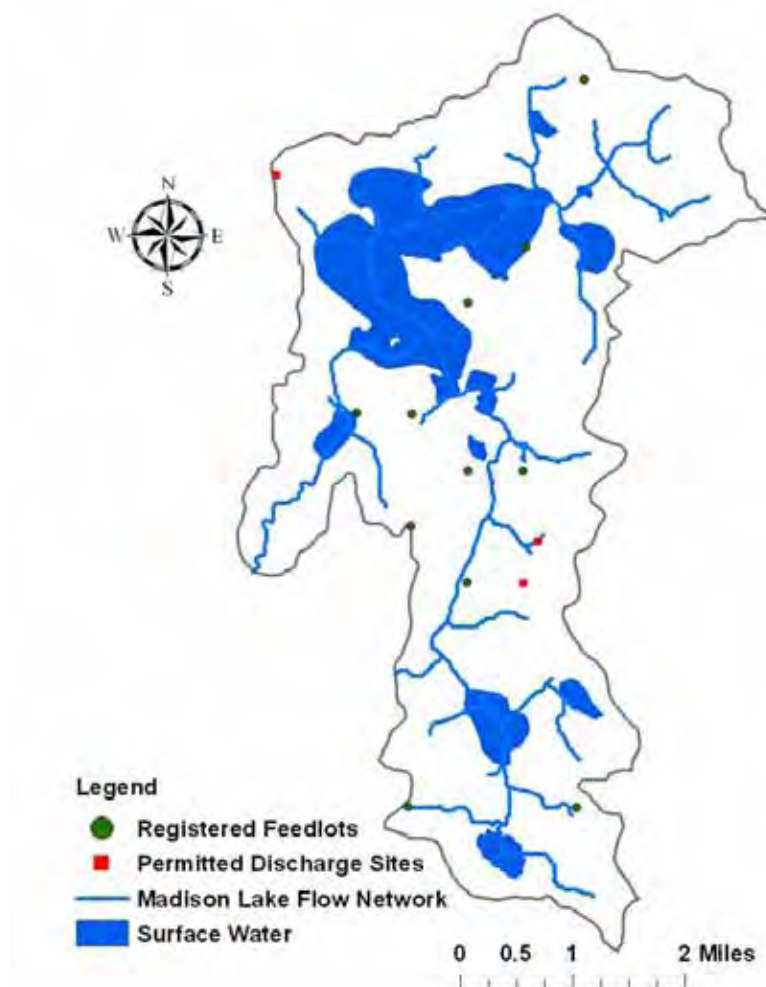 N
W E
S
Legend
Registered Feedlots
Permitted Discharge Sites
Madison Lake Flow Network
Surface Water
0 0.5 1 2 Miles